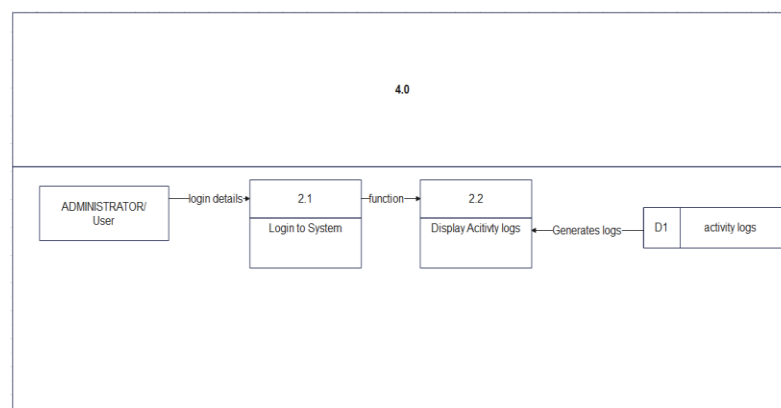 4.0
ADMINISTRATOR/
User
login details
2.1
Login to System
function
2.2
Display Acitivty logs
Generates logs
D1
activity logs